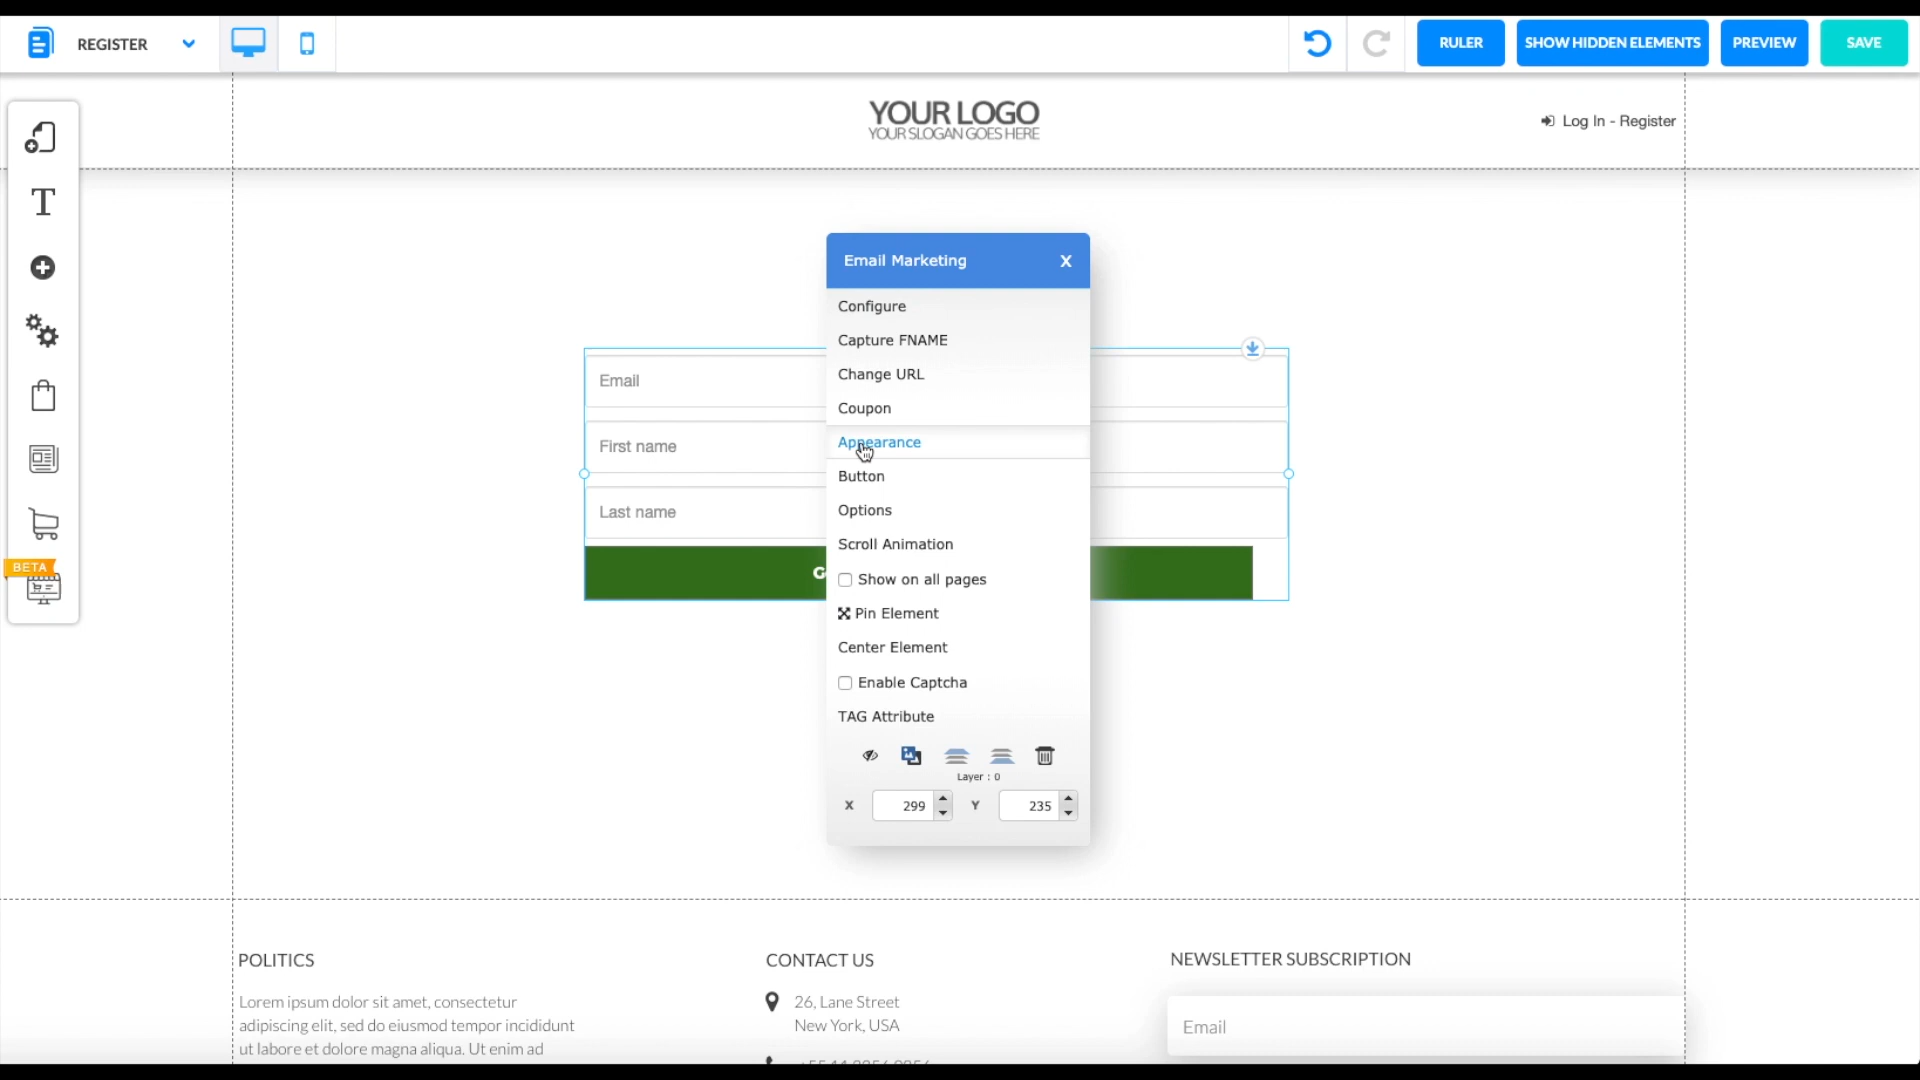 REGISTER
RULER
SHOW HIDDEN ELEMENTS
PREVIEW
SAVE
YOUR LOGO
YOUR SLOGAN GOES HERE
Log In - Register
T
BETA
Email Marketing
X
Configure
Capture FNAME
Change URL
Coupon
Appearance
Button
Options
Scroll Animation
Show on all pages
Pin Element
Center Element
Enable Captcha
TAG Attribute
Layer : 0
X 299 Y 235
Email
First name
Last name
G
POLITICS
Lorem ipsum dolor sit amet, consectetur
adipiscing elit, sed do eiusmod tempor incididunt
ut labore et dolore magna aliqua. Ut enim ad
CONTACT US
26, Lane Street
New York, USA
NEWSLETTER SUBSCRIPTION
Email